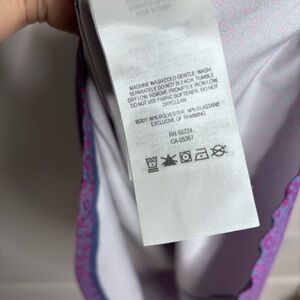 MACHINE WASH COLD GENTLE. WASH
SEPARATELY. DO NOT BLEACH. TUMBLE
DRY LOW. REMOVE PROMPTLY. IRON LOW.
DO NOT USE FABRIC SOFTENER. DO NOT
DRYCLEAN
BODY: 86% POLYESTER, 14% ELASTANE
EXCLUSIVE OF TRIMMING
RN 69724
CA 05367